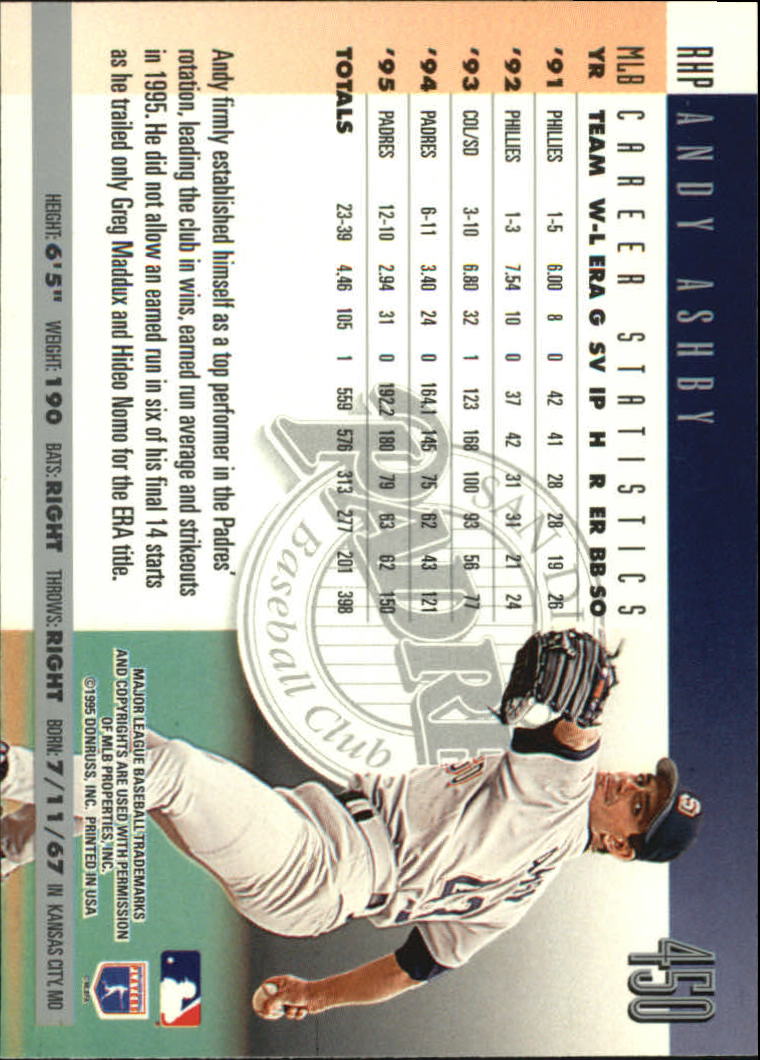 RHP ANDY ASHBY
450
MLB CAREER STATISTICS
YR TEAM W-L ERA G SV IP H R ER BB SO
'91 PHILLIES 1-5 6.00 8 0 42 41 28 28 19 26
'92 PHILLIES 1-3 7.54 10 0 37 42 31 31 21 24
'93 COL/SD 3-10 6.80 32 1 123 168 100 93 56 77
'94 PADRES 6-11 3.40 24 0 164.1 145 75 62 43 121
'95 PADRES 12-10 2.94 31 0 192.2 180 79 63 62 150
TOTALS 23-39 4.46 105 1 559 576 313 277 201 398
SAN DI
PADRE
Baseball Club
Andy firmly established himself as a top performer in the Padres'
rotation, leading the club in wins, earned run average and strikeouts
in 1995. He did not allow an earned run in six of his final 14 starts
as he trailed only Greg Maddux and Hideo Nomo for the ERA title.
MAJOR LEAGUE BASEBALL TRADEMARKS
AND COPYRIGHTS ARE USED WITH PERMISSION
OF MLB PROPERTIES, INC.
©1995 DONRUSS, INC. PRINTED IN USA
PLAYERS
HEIGHT: 6'5" WEIGHT: 190 BATS: RIGHT THROWS: RIGHT BORN: 7/11/67 IN KANSAS CITY, MO